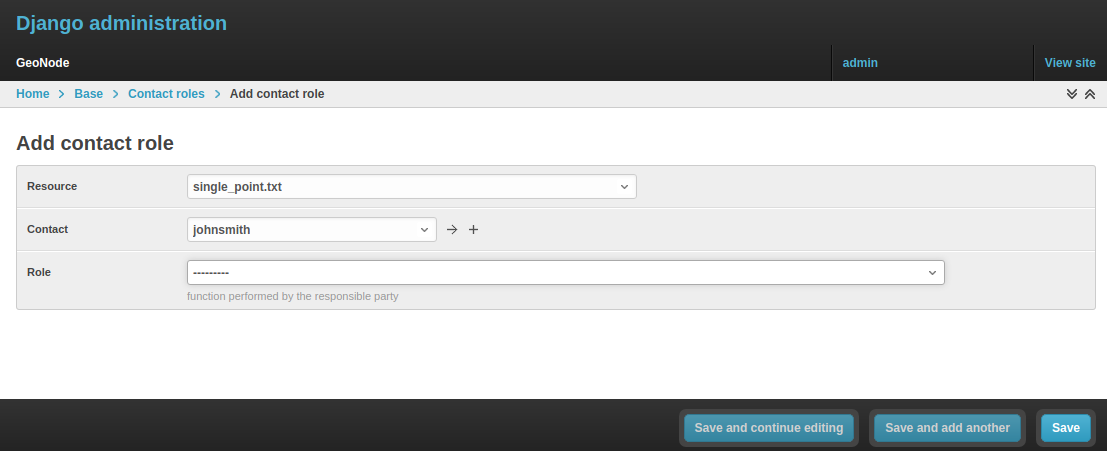 Django administration
GeoNode admin View site
Home Base Contact roles Add contact role
Add contact role
Resource single_point.txt
Contact johnsmith
Role ---------
function performed by the responsible party
Save and continue editing Save and add another Save